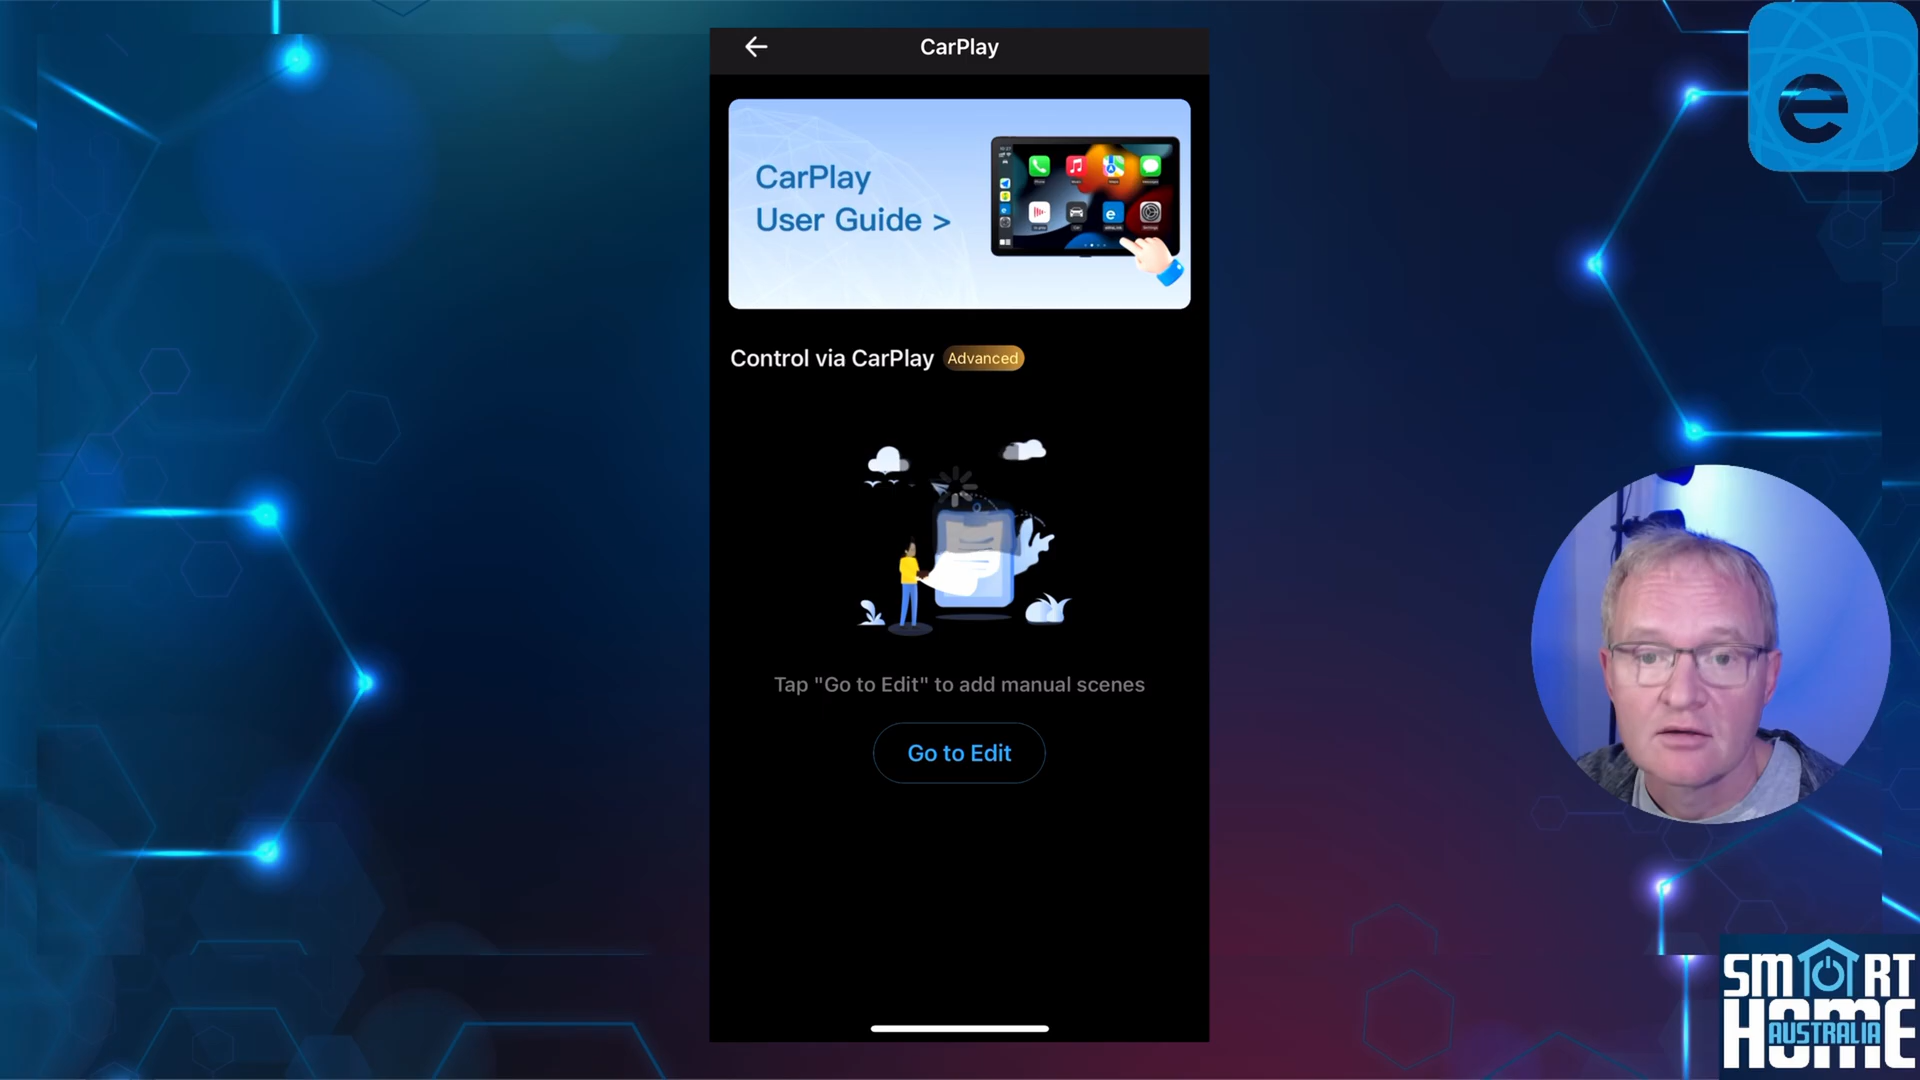 CarPlay
CarPlay
User Guide >
Control via CarPlay Advanced
Tap "Go to Edit" to add manual scenes
Go to Edit
e
SMART
HOME
AUSTRALIA